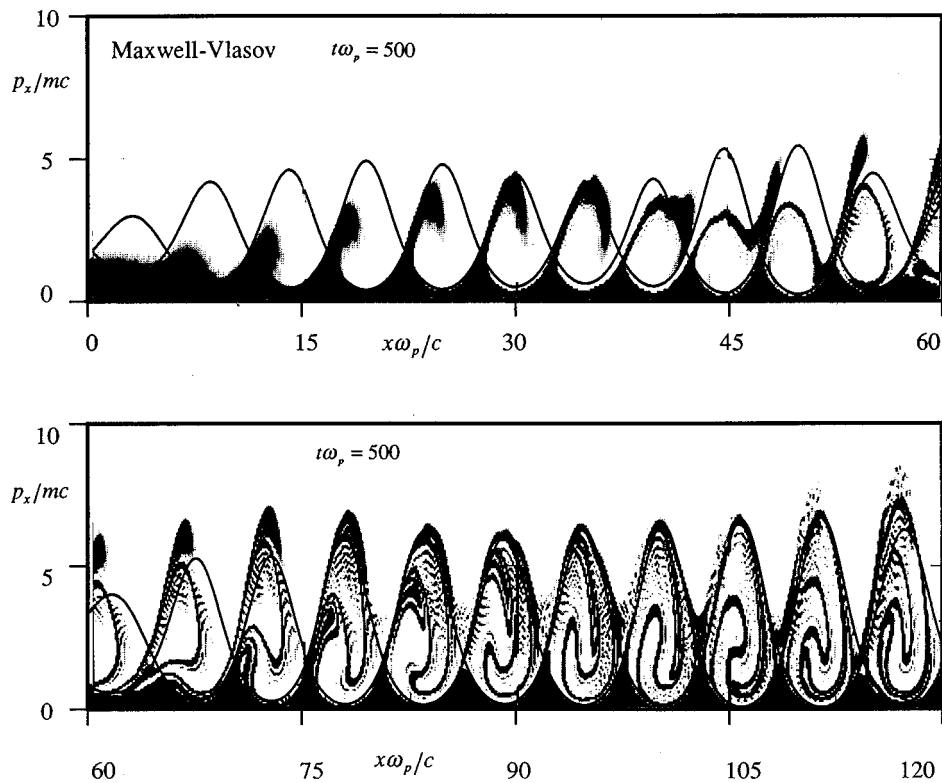 10
Maxwell-Vlasov tω_p = 500
p_x/mc
5
0
0 15 xω_p/c 30 45 60
10
tω_p = 500
p_x/mc
5
0
60 75 xω_p/c 90 105 120